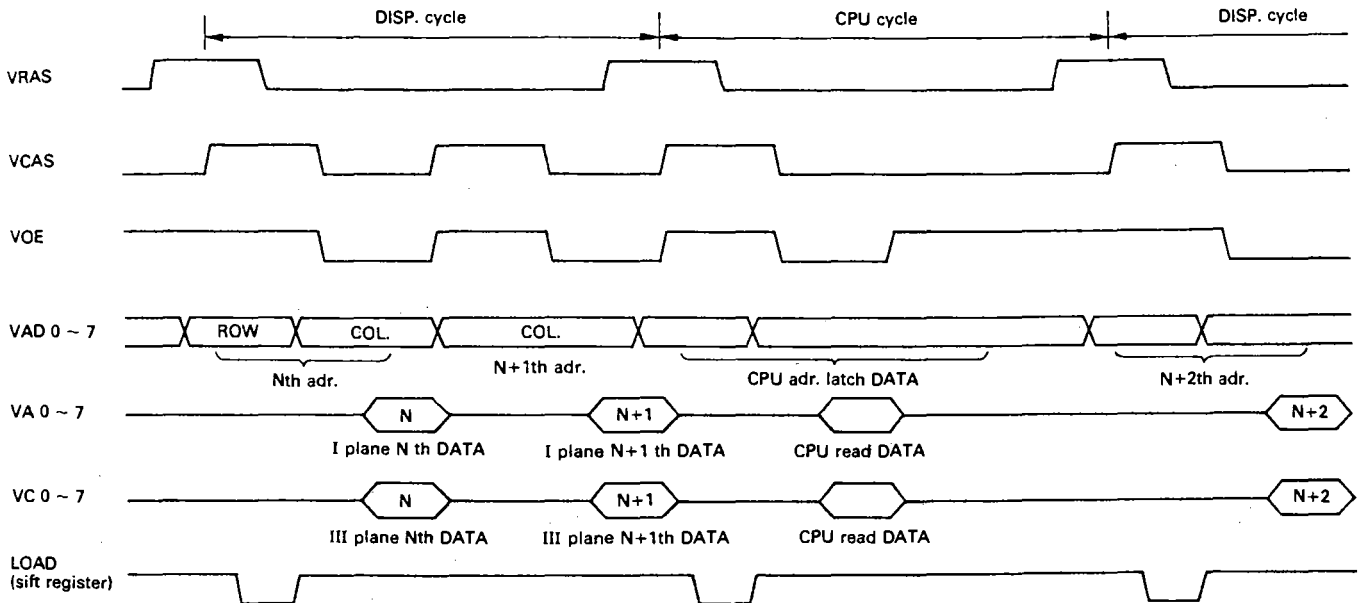 DISP. cycle CPU cycle DISP. cycle
VRAS
VCAS
VOE
VAD 0 ~ 7 ROW COL. COL.
Nth adr. N+1th adr. CPU adr. latch DATA N+2th adr.
VA 0 ~ 7 N N+1 N+2
I plane N th DATA I plane N+1 th DATA CPU read DATA
VC 0 ~ 7 N N+1 N+2
III plane Nth DATA III plane N+1th DATA CPU read DATA
LOAD
(sift register)